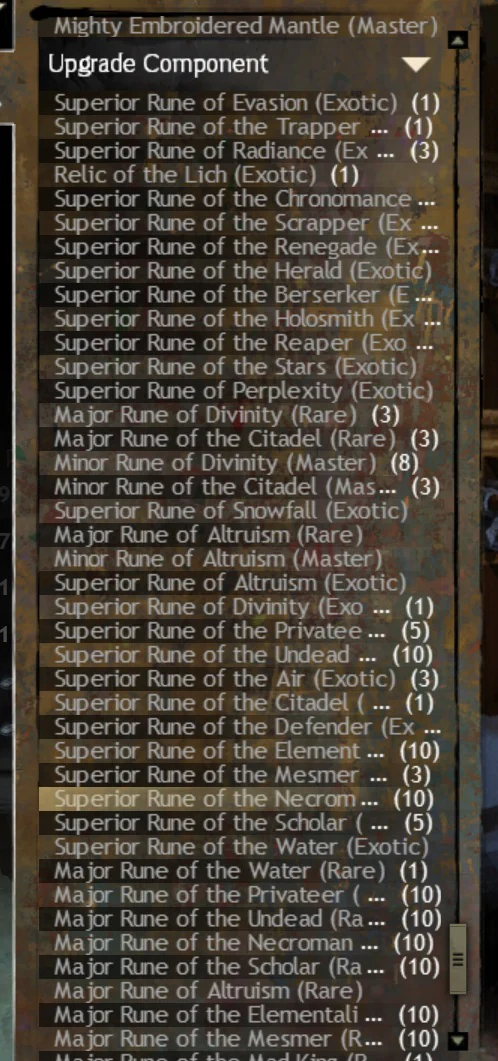 Mighty Embroidered Mantle (Master)
Upgrade Component
Superior Rune of Evasion (Exotic) (1)
Superior Rune of the Trapper ... (1)
Superior Rune of Radiance (Ex ... (3)
Relic of the Lich (Exotic) (1)
Superior Rune of the Chronomance ...
Superior Rune of the Scrapper (Ex ...
Superior Rune of the Renegade (Ex...
Superior Rune of the Herald (Exotic)
Superior Rune of the Berserker (E ...
Superior Rune of the Holosmith (Ex ...
Superior Rune of the Reaper (Exo ...
Superior Rune of the Stars (Exotic)
Superior Rune of Perplexity (Exotic)
Major Rune of Divinity (Rare) (3)
Major Rune of the Citadel (Rare) (3)
Minor Rune of Divinity (Master) (8)
Minor Rune of the Citadel (Mas... (3)
Superior Rune of Snowfall (Exotic)
Major Rune of Altruism (Rare)
Minor Rune of Altruism (Master)
Superior Rune of Altruism (Exotic)
Superior Rune of Divinity (Exo ... (1)
Superior Rune of the Privatee ... (5)
Superior Rune of the Undead ... (10)
Superior Rune of the Air (Exotic) (3)
Superior Rune of the Citadel ( ... (1)
Superior Rune of the Defender (Ex ...
Superior Rune of the Element ... (10)
Superior Rune of the Mesmer ... (3)
Superior Rune of the Necrom ... (10)
Superior Rune of the Scholar ( ... (5)
Superior Rune of the Water (Exotic)
Major Rune of the Water (Rare) (1)
Major Rune of the Privateer ( ... (10)
Major Rune of the Undead (Ra ... (10)
Major Rune of the Necroman ... (10)
Major Rune of the Scholar (Ra ... (10)
Major Rune of Altruism (Rare)
Major Rune of the Elementali ... (10)
Major Rune of the Mesmer (R... (10)
Major Rune of the Mad King (R... (1)